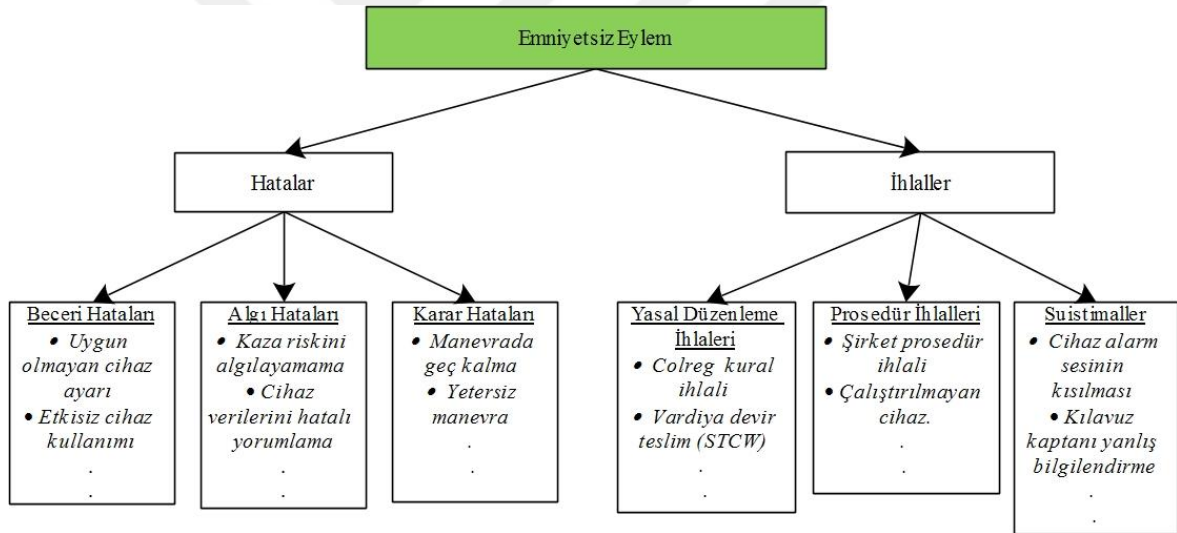 Emniyetsiz Eylem
Hatalar
İhlaller
Beceri Hataları
• Uygun
olmayan cihaz
ayarı
• Etkisiz cihaz
kullanımı
.
.
Algı Hataları
• Kaza riskini
algılayamama
• Cihaz
verilerini hatalı
yorumlama
.
.
Karar Hataları
• Manevrada
geç kalma
• Yetersiz
manevra
.
.
Yasal Düzenleme
İhlaleri
• Colreg kural
ihlali
• Vardiya devir
teslim (STCW)
.
.
Prosedür İhlalleri
• Şirket prosedür
ihlali
• Çalıştırılmayan
cihaz.
.
.
Suistimaller
• Cihaz alarm
sesinin
kısılması
• Kılavuz
kaptanı yanlış
bilgilendirme
.
.